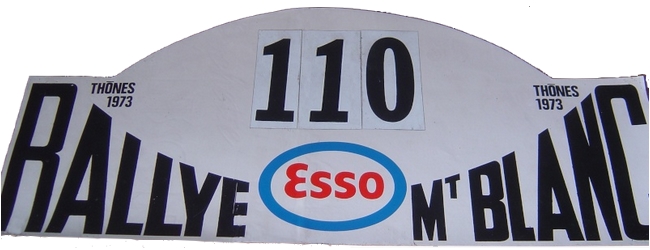 110
THÔNES
1973
THÔNES
1973
RALLYE Esso MT BLANC